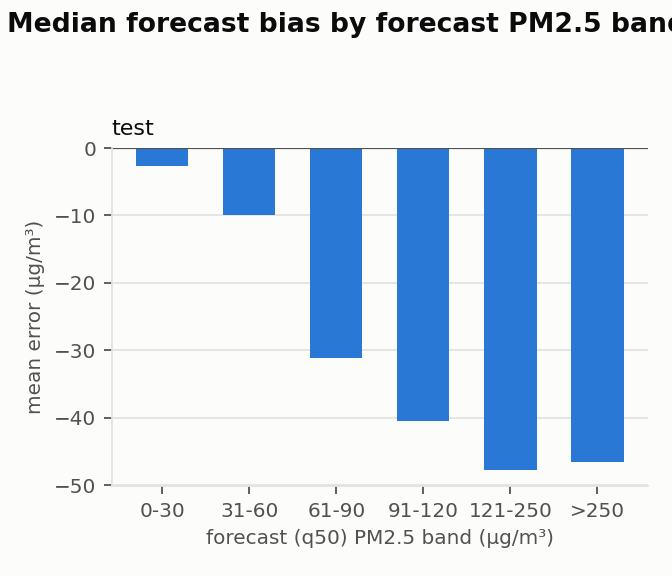 Median forecast bias by forecast PM2.5 band
test
0
−10
−20
−30
−40
−50
mean error (µg/m³)
0-30 31-60 61-90 91-120 121-250 >250
forecast (q50) PM2.5 band (µg/m³)